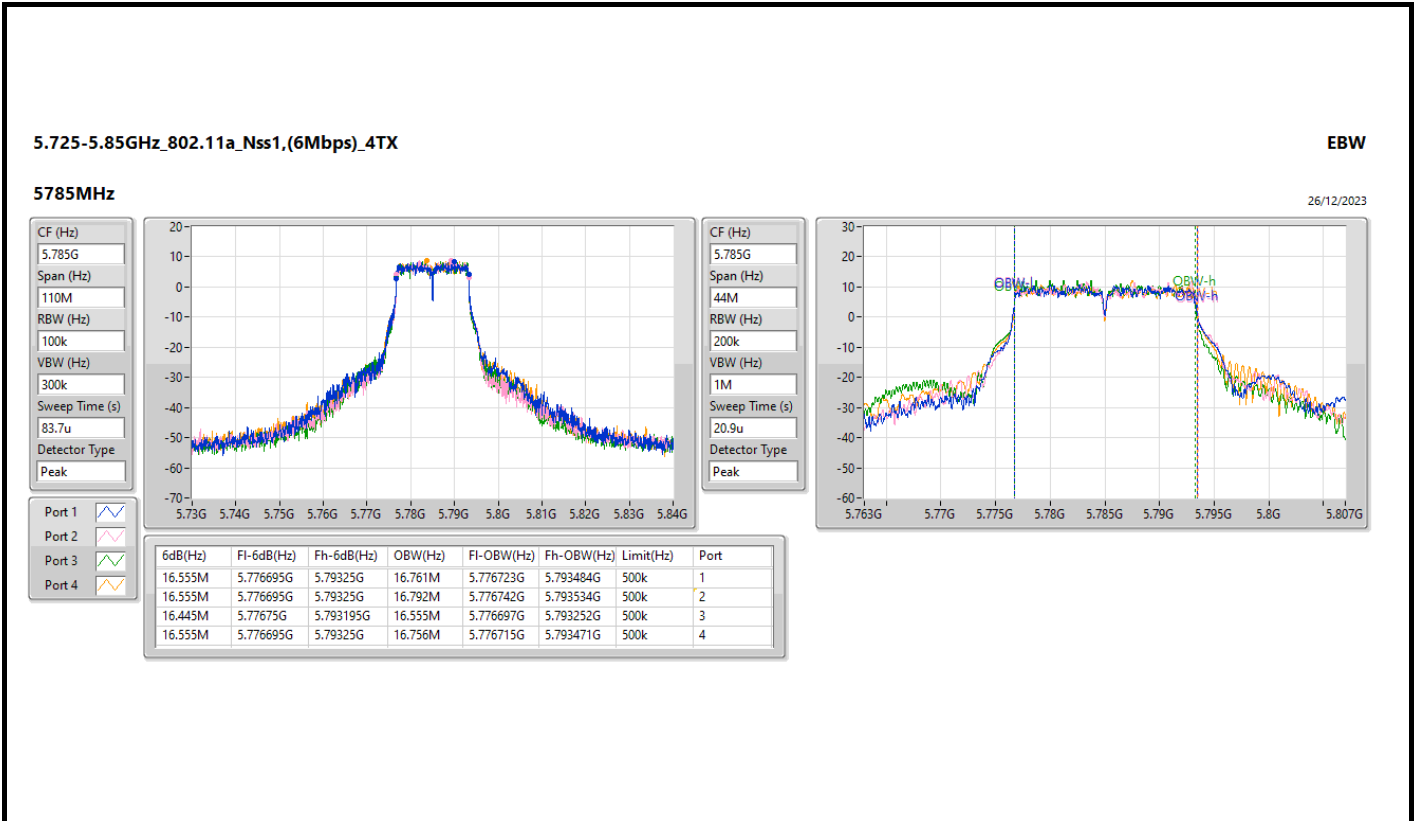 5.725-5.85GHz_802.11a_Nss1,(6Mbps)_4TX
EBW
5785MHz
26/12/2023
CF (Hz)
5.785G
Span (Hz)
110M
RBW (Hz)
100k
VBW (Hz)
300k
Sweep Time (s)
83.7u
Detector Type
Peak
20
10
0
-10
-20
-30
-40
-50
-60
-70
5.73G 5.74G 5.75G 5.76G 5.77G 5.78G 5.79G 5.8G 5.81G 5.82G 5.83G 5.84G
CF (Hz)
5.785G
Span (Hz)
44M
RBW (Hz)
200k
VBW (Hz)
1M
Sweep Time (s)
20.9u
Detector Type
Peak
30
20
10
0
-10
-20
-30
-40
-50
-60
OBW-h
OBW-h
5.763G 5.77G 5.775G 5.78G 5.785G 5.79G 5.795G 5.8G 5.807G
Port 1
Port 2
Port 3
Port 4
6dB(Hz) Fl-6dB(Hz) Fh-6dB(Hz) OBW(Hz) Fl-OBW(Hz) Fh-OBW(Hz) Limit(Hz) Port
16.555M 5.776695G 5.79325G 16.761M 5.776723G 5.793484G 500k 1
16.555M 5.776695G 5.79325G 16.792M 5.776742G 5.793534G 500k 2
16.445M 5.77675G 5.793195G 16.555M 5.776697G 5.793252G 500k 3
16.555M 5.776695G 5.79325G 16.756M 5.776715G 5.793471G 500k 4